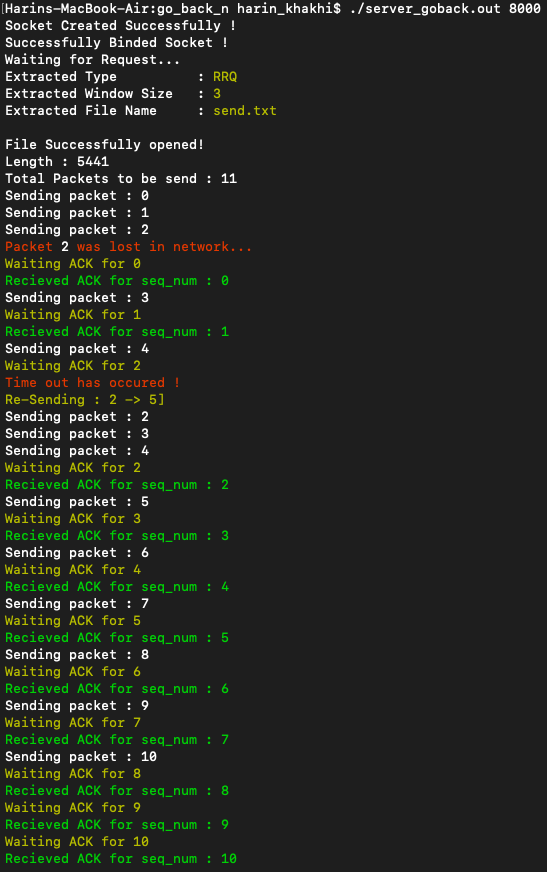 [Harins-MacBook-Air:go_back_n harin_khakhi$ ./server_goback.out 8000
Socket Created Successfully !
Successfully Binded Socket !
Waiting for Request...
Extracted Type          : RRQ
Extracted Window Size   : 3
Extracted File Name     : send.txt

File Successfully opened!
Length : 5441
Total Packets to be send : 11
Sending packet : 0
Sending packet : 1
Sending packet : 2
Packet 2 was lost in network...
Waiting ACK for 0
Recieved ACK for seq_num : 0
Sending packet : 3
Waiting ACK for 1
Recieved ACK for seq_num : 1
Sending packet : 4
Waiting ACK for 2
Time out has occured !
Re-Sending : 2 -> 5]
Sending packet : 2
Sending packet : 3
Sending packet : 4
Waiting ACK for 2
Recieved ACK for seq_num : 2
Sending packet : 5
Waiting ACK for 3
Recieved ACK for seq_num : 3
Sending packet : 6
Waiting ACK for 4
Recieved ACK for seq_num : 4
Sending packet : 7
Waiting ACK for 5
Recieved ACK for seq_num : 5
Sending packet : 8
Waiting ACK for 6
Recieved ACK for seq_num : 6
Sending packet : 9
Waiting ACK for 7
Recieved ACK for seq_num : 7
Sending packet : 10
Waiting ACK for 8
Recieved ACK for seq_num : 8
Waiting ACK for 9
Recieved ACK for seq_num : 9
Waiting ACK for 10
Recieved ACK for seq_num : 10